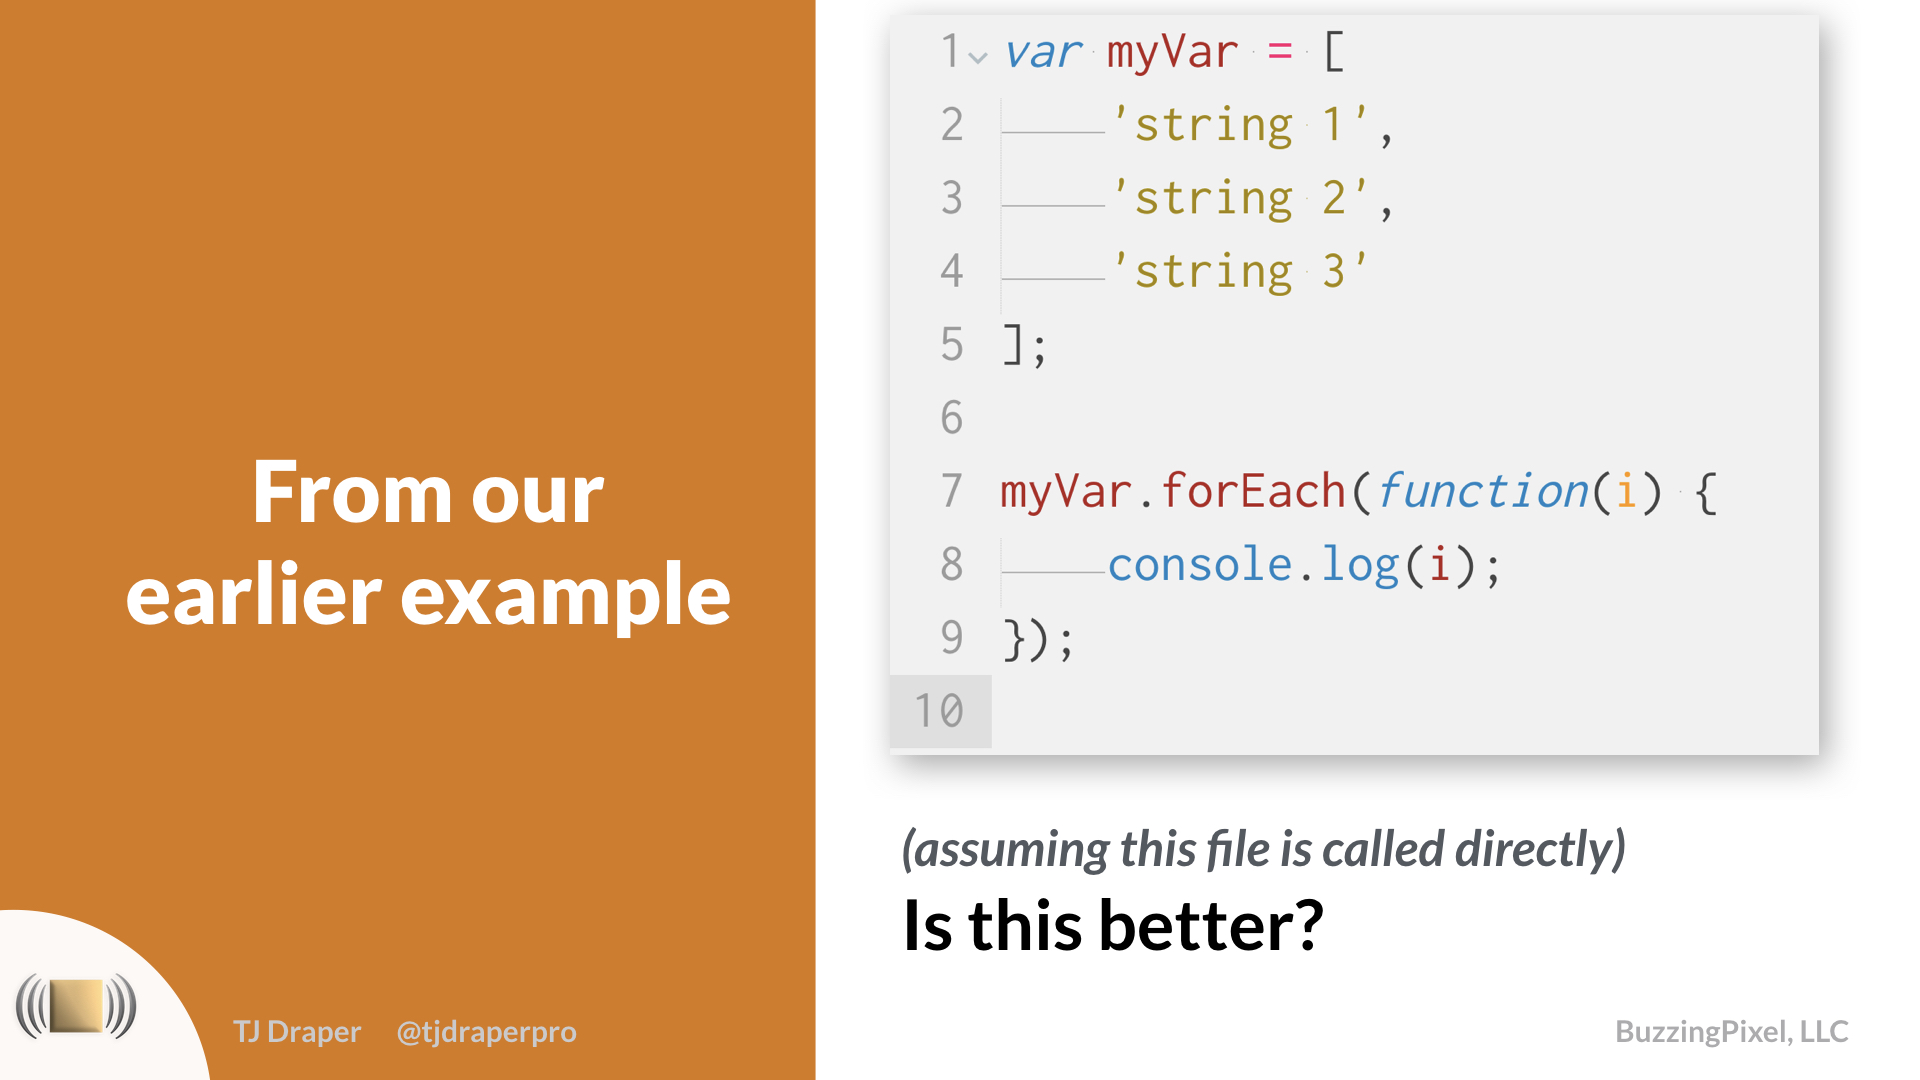 From our
earlier example
1 var myVar = [
2 'string 1',
3 'string 2',
4 'string 3'
5 ];
6
7 myVar.forEach(function(i) {
8 console.log(i);
9 });
10
(assuming this file is called directly)
Is this better?
TJ Draper @tjdraperpro
BuzzingPixel, LLC